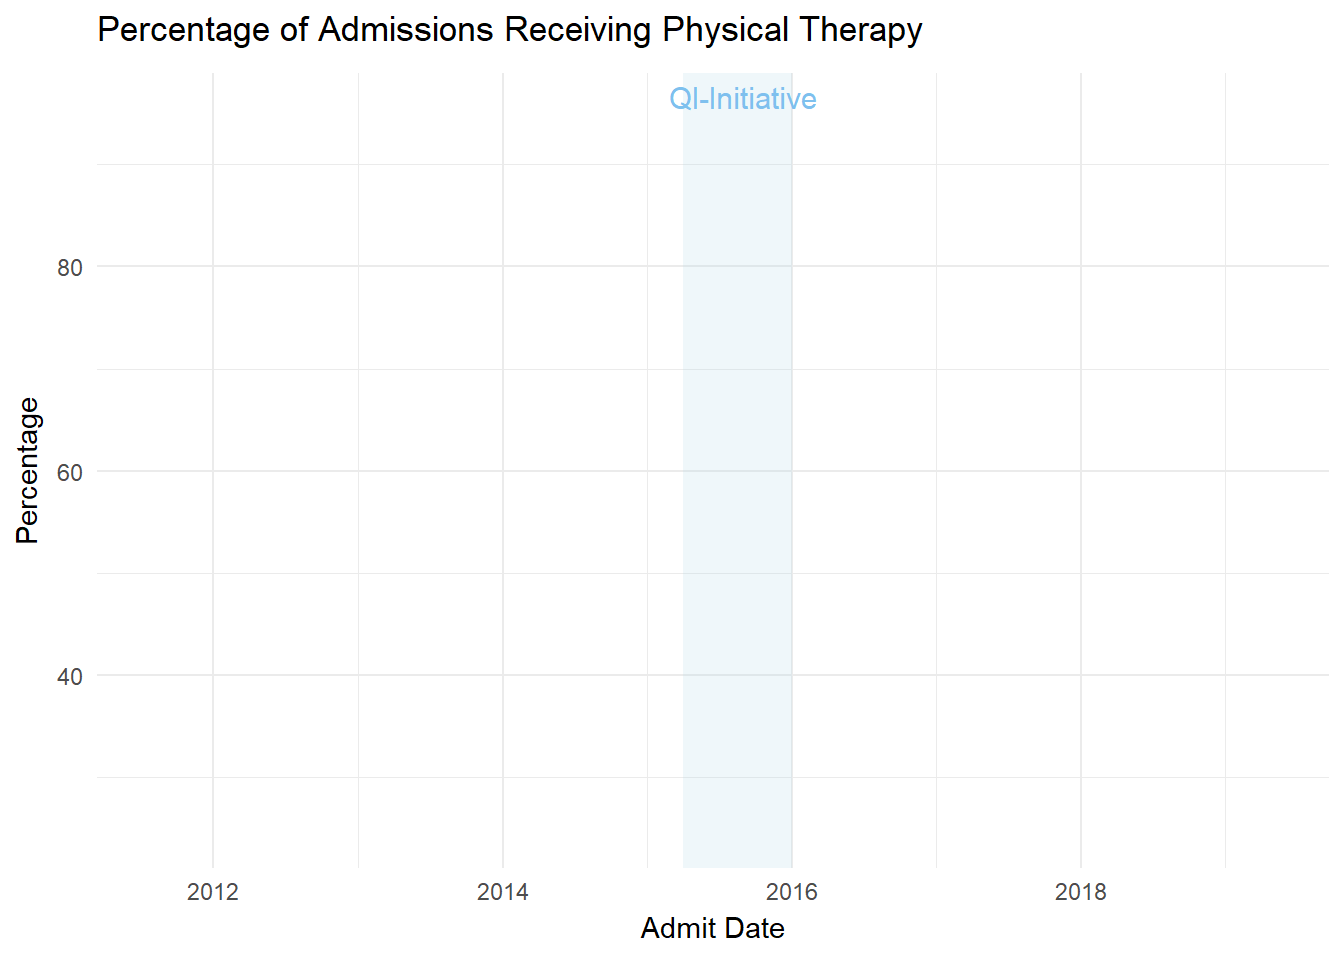 Percentage of Admissions Receiving Physical Therapy
QI-Initiative
80
60
40
Percentage
2012 2014 2016 2018
Admit Date